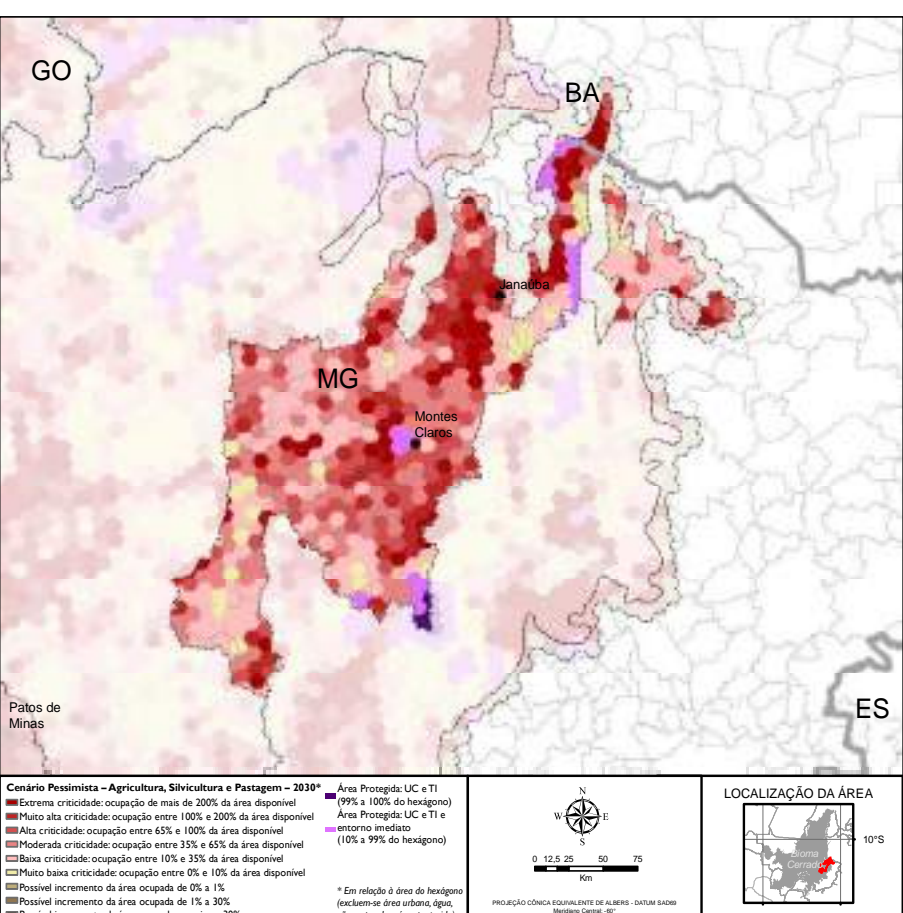 GO
BA
Janaúba
MG
Montes
Claros
Patos de
Minas
ES
Cenário Pessimista – Agricultura, Silvicultura e Pastagem – 2030*
Extrema criticidade: ocupação de mais de 200% da área disponível
Muito alta criticidade: ocupação entre 100% e 200% da área disponível
Alta criticidade: ocupação entre 65% e 100% da área disponível
Moderada criticidade: ocupação entre 35% e 65% da área disponível
Baixa criticidade: ocupação entre 10% e 35% da área disponível
Muito baixa criticidade: ocupação entre 0% e 10% da área disponível
Possível incremento da área ocupada de 0% a 1%
Possível incremento da área ocupada de 1% a 30%
Área Protegida: UC e TI
(99% a 100% do hexágono)
Área Protegida: UC e TI e
entorno imediato
(10% a 99% do hexágono)
* Em relação à área do hexágono
(excluem-se área urbana, água,
N
W E
S
0 12,5 25 50 75
Km
PROJEÇÃO CÔNICA EQUIVALENTE DE ALBERS - DATUM SAD69
Meridiano Central: -60°
LOCALIZAÇÃO DA ÁREA
10°S
Bioma
Cerrado